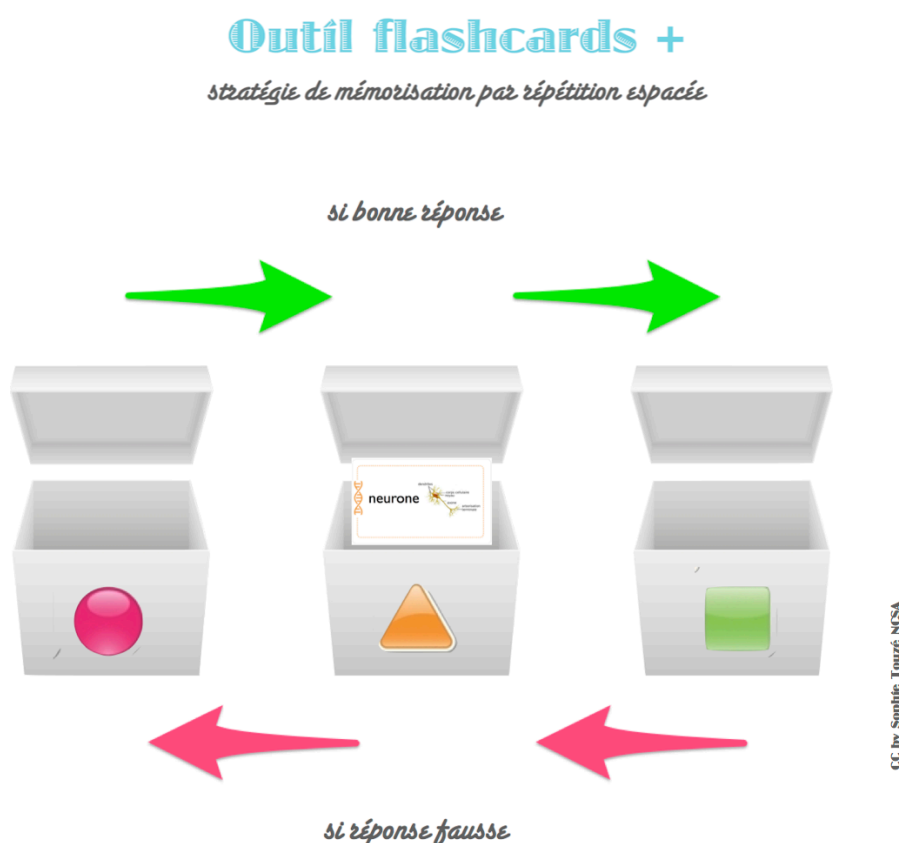 Outil flashcards +
stratégie de mémorisation par répétition espacée
si bonne réponse
neurone
si réponse fausse
CC by Sophie Touzé NCSA